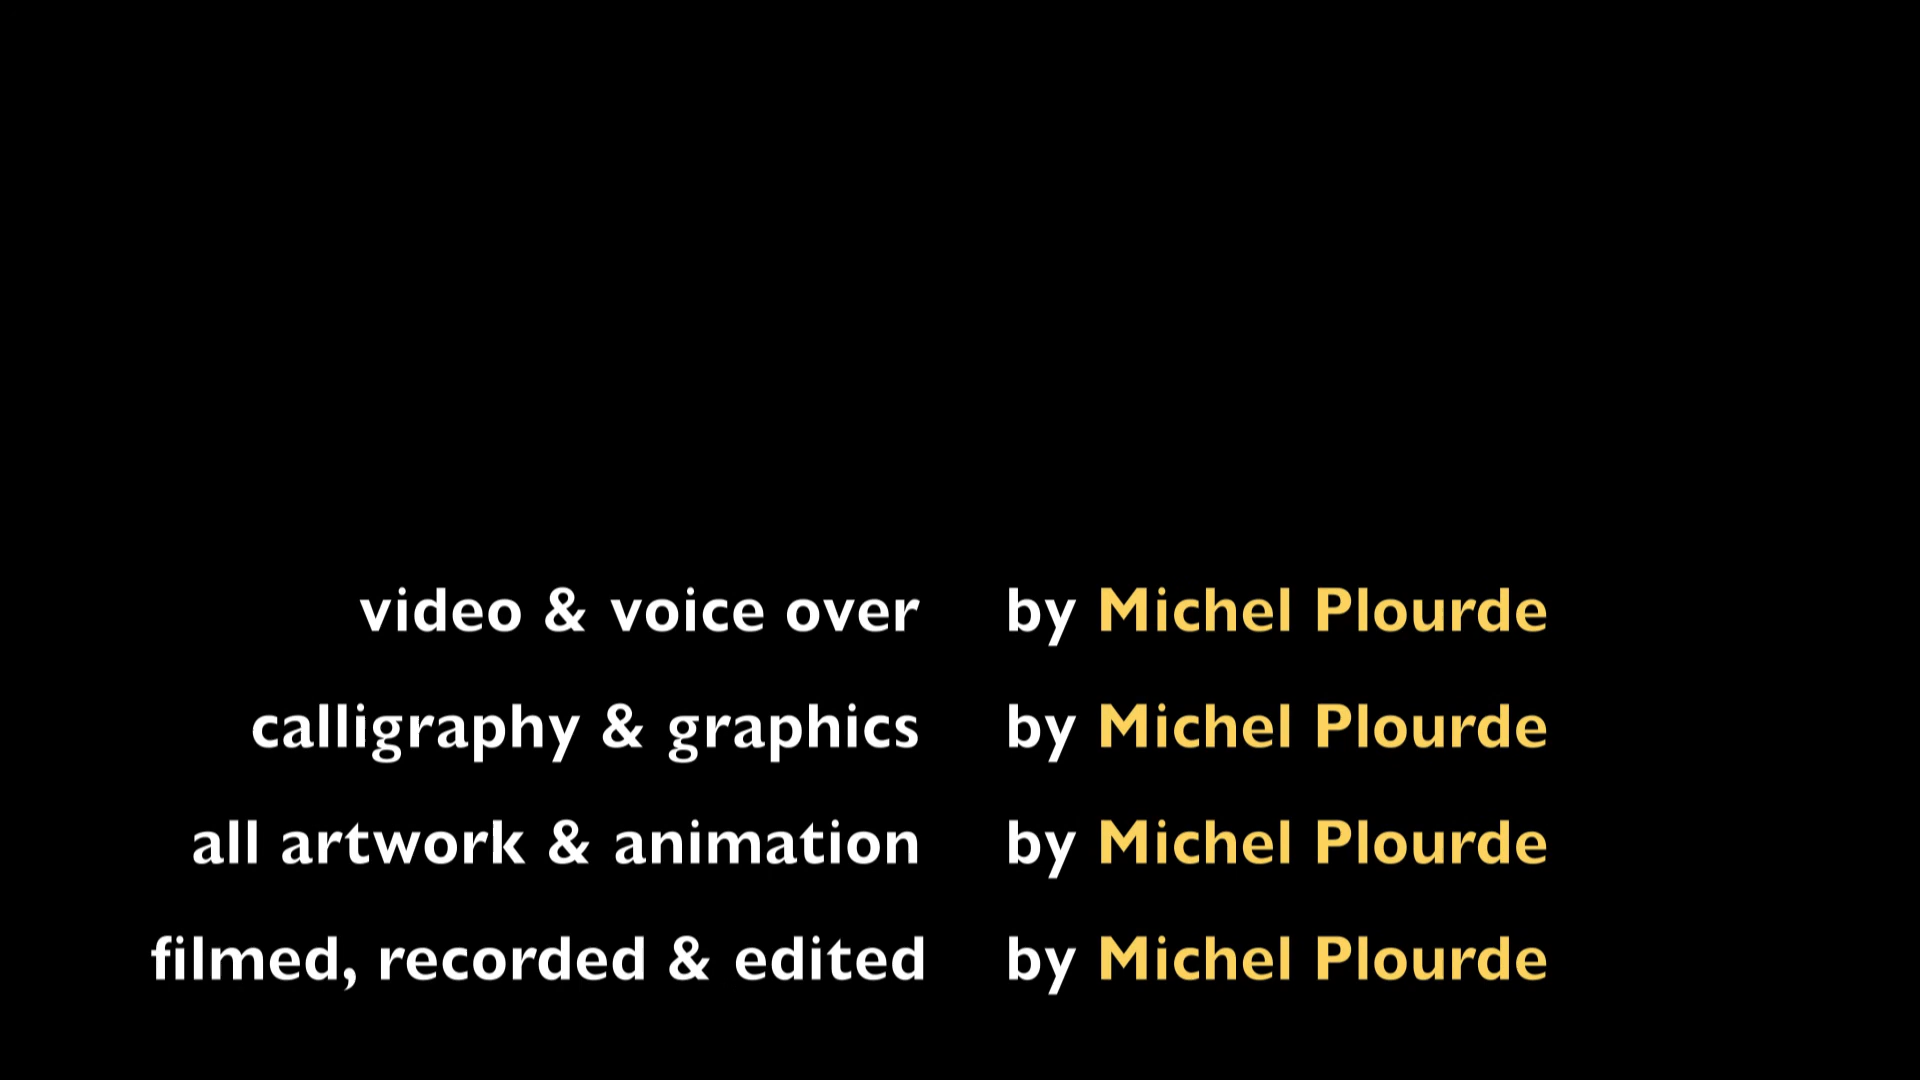 video & voice over by Michel Plourde
calligraphy & graphics by Michel Plourde
all artwork & animation by Michel Plourde
filmed, recorded & edited by Michel Plourde